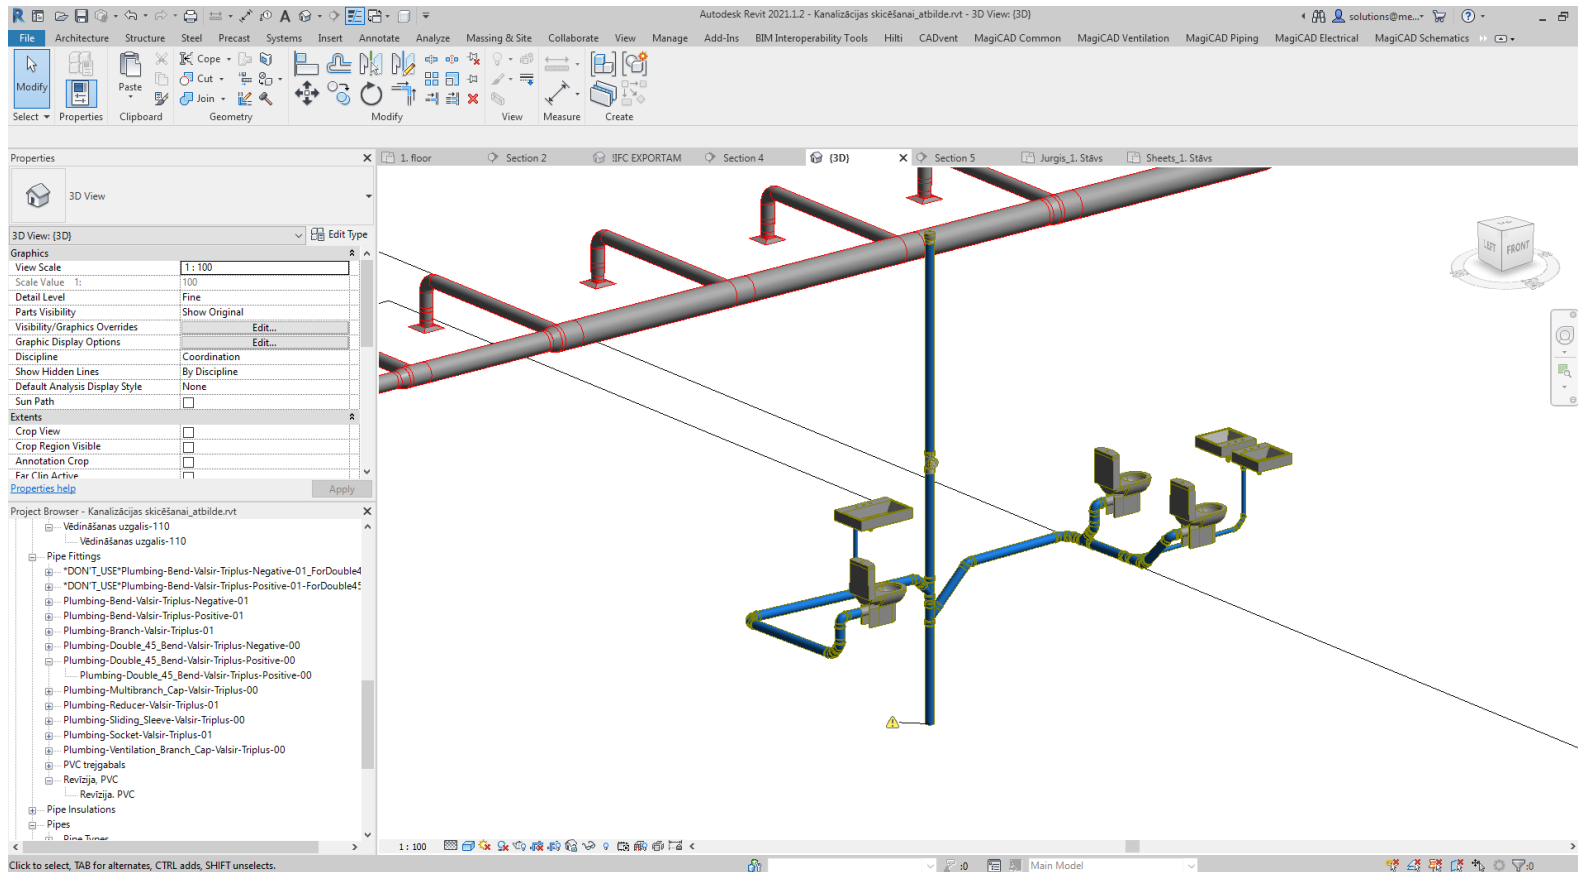 Autodesk Revit 2021.1.2 - Kanalizācijas skicēšanai_atbilde.rvt - 3D View: {3D}
solutions@me...
File Architecture Structure Steel Precast Systems Insert Annotate Analyze Massing & Site Collaborate View Manage Add-Ins BIM Interoperability Tools Hilti CADvent MagiCAD Common MagiCAD Ventilation MagiCAD Piping MagiCAD Electrical MagiCAD Schematics
Modify
Paste
Cope
Cut
Join
Select Properties Clipboard Geometry Modify View Measure Create
Properties
1. floor Section 2 !IFC EXPORTAM Section 4 {3D} Section 5 Jurgis_1. Stāvs Sheets_1. Stāvs
3D View
3D View: {3D} Edit Type
Graphics
View Scale 1 : 100
Scale Value 1: 100
Detail Level Fine
Parts Visibility Show Original
Visibility/Graphics Overrides Edit...
Graphic Display Options Edit...
Discipline Coordination
Show Hidden Lines By Discipline
Default Analysis Display Style None
Sun Path
Extents
Crop View
Crop Region Visible
Annotation Crop
Far Clip Active
Properties help Apply
Project Browser - Kanalizācijas skicēšanai_atbilde.rvt
Vēdināšanas uzgalis-110
Vēdināšanas uzgalis-110
Pipe Fittings
*DON'T_USE*Plumbing-Bend-Valsir-Triplus-Negative-01_ForDouble4
*DON'T_USE*Plumbing-Bend-Valsir-Triplus-Positive-01-ForDouble45
Plumbing-Bend-Valsir-Triplus-Negative-01
Plumbing-Bend-Valsir-Triplus-Positive-01
Plumbing-Branch-Valsir-Triplus-01
Plumbing-Double_45_Bend-Valsir-Triplus-Negative-00
Plumbing-Double_45_Bend-Valsir-Triplus-Positive-00
Plumbing-Double_45_Bend-Valsir-Triplus-Positive-00
Plumbing-Multibranch_Cap-Valsir-Triplus-00
Plumbing-Reducer-Valsir-Triplus-01
Plumbing-Sliding_Sleeve-Valsir-Triplus-00
Plumbing-Socket-Valsir-Triplus-01
Plumbing-Ventilation_Branch_Cap-Valsir-Triplus-00
PVC trejgabals
Revīzija, PVC
Revīzija. PVC
Pipe Insulations
Pipes
Pipe Types
LEFT FRONT
1 : 100
Click to select, TAB for alternates, CTRL adds, SHIFT unselects.
:0 Main Model :0